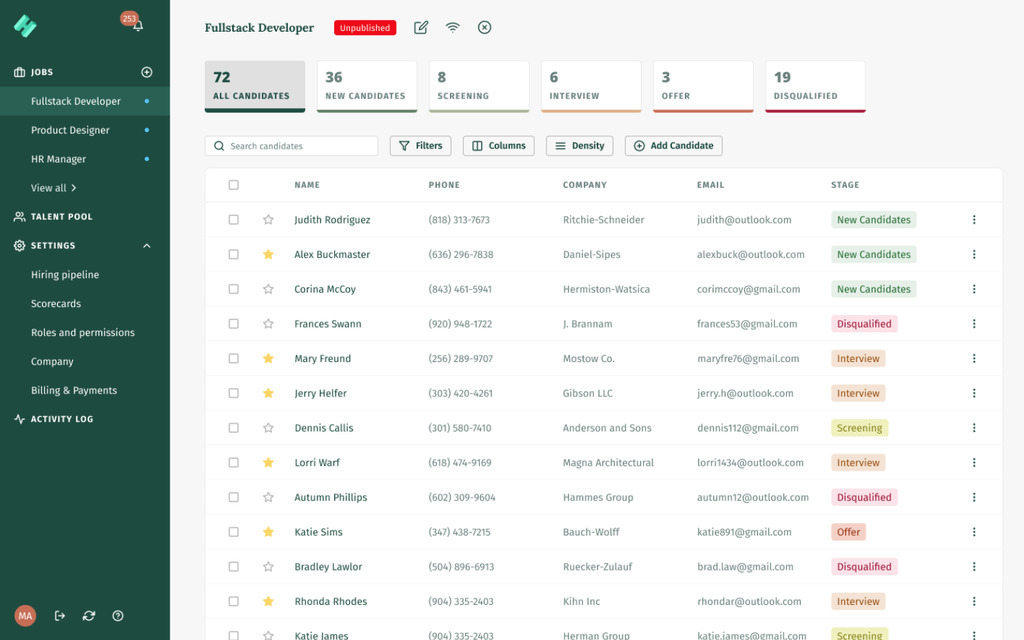 253
JOBS
Fullstack Developer
Product Designer
HR Manager
View all
TALENT POOL
SETTINGS
Hiring pipeline
Scorecards
Roles and permissions
Company
Billing & Payments
ACTIVITY LOG
MA
Fullstack Developer Unpublished
72 ALL CANDIDATES
36 NEW CANDIDATES
8 SCREENING
6 INTERVIEW
3 OFFER
19 DISQUALIFIED
Search candidates Filters Columns Density Add Candidate
NAME PHONE COMPANY EMAIL STAGE
Judith Rodriguez (818) 313-7673 Ritchie-Schneider judith@outlook.com New Candidates
Alex Buckmaster (636) 296-7838 Daniel-Sipes alexbuck@outlook.com New Candidates
Corina McCoy (843) 461-5941 Hermiston-Watsica corimccoy@gmail.com New Candidates
Frances Swann (920) 948-1722 J. Brannam frances53@gmail.com Disqualified
Mary Freund (256) 289-9707 Mostow Co. maryfre76@gmail.com Interview
Jerry Helfer (303) 420-4261 Gibson LLC jerry.h@outlook.com Interview
Dennis Callis (301) 580-7410 Anderson and Sons dennis112@gmail.com Screening
Lorri Warf (618) 474-9169 Magna Architectural lorri1434@outlook.com Interview
Autumn Phillips (602) 309-9604 Hammes Group autumn12@outlook.com Disqualified
Katie Sims (347) 438-7215 Bauch-Wolff katie891@gmail.com Offer
Bradley Lawlor (504) 896-6913 Ruecker-Zulauf brad.law@gmail.com Disqualified
Rhonda Rhodes (904) 335-2403 Kihn Inc rhondar@outlook.com Interview
Katie James (904) 335-2403 Herman Group katie.james@gmail.com Screening